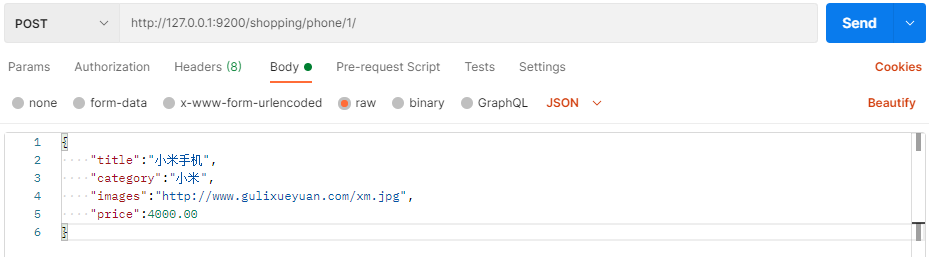 POST http://127.0.0.1:9200/shopping/phone/1/ Send
Params Authorization Headers (8) Body Pre-request Script Tests Settings Cookies
none form-data x-www-form-urlencoded raw binary GraphQL JSON Beautify
1 {
2 "title":"小米手机",
3 "category":"小米",
4 "images":"http://www.gulixueyuan.com/xm.jpg",
5 "price":4000.00
6 }